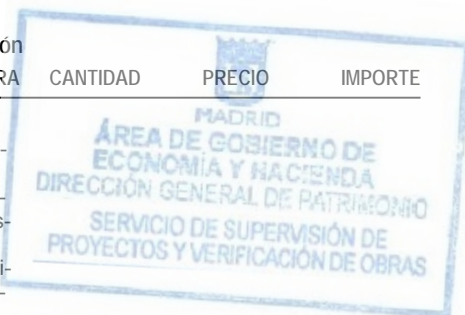 ón
RA CANTIDAD PRECIO IMPORTE
MADRID
ÁREA DE GOBIERNO DE
ECONOMÍA Y HACIENDA
DIRECCIÓN GENERAL DE PATRIMONIO
SERVICIO DE SUPERVISIÓN DE
PROYECTOS Y VERIFICACIÓN DE OBRAS
-
s-
i-